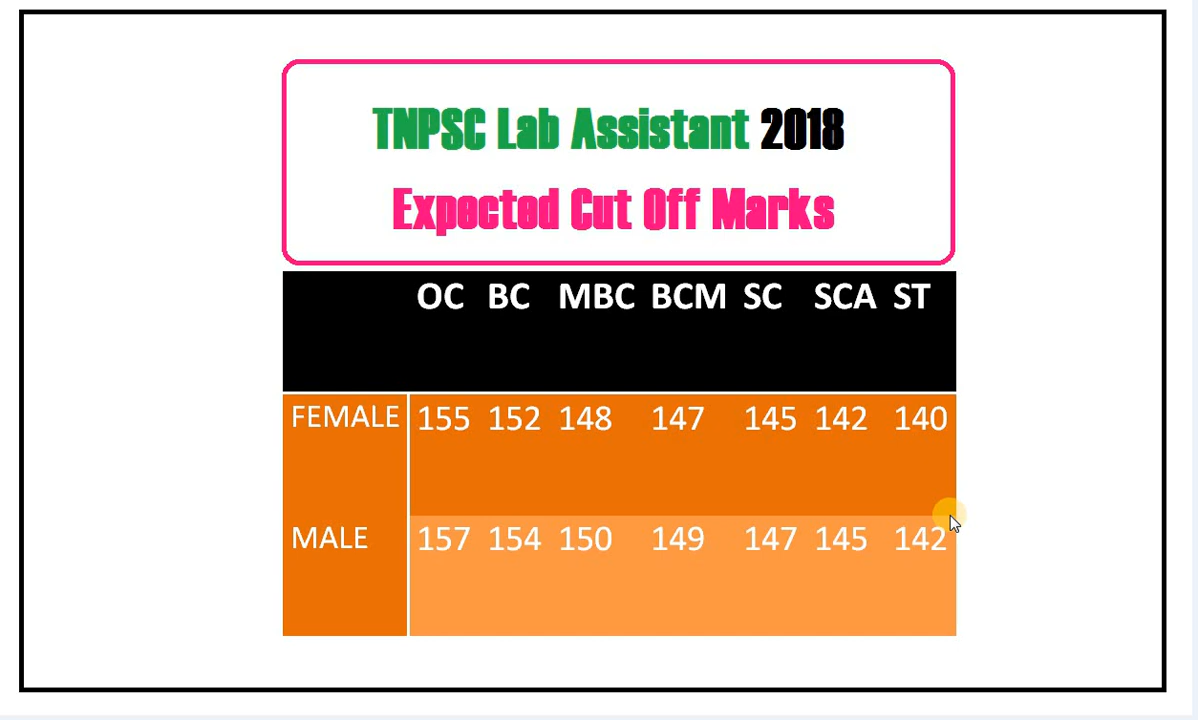 TNPSC Lab Assistant 2018
Expected Cut Off Marks
OC BC MBC BCM SC SCA ST
FEMALE 155 152 148 147 145 142 140
MALE 157 154 150 149 147 145 142